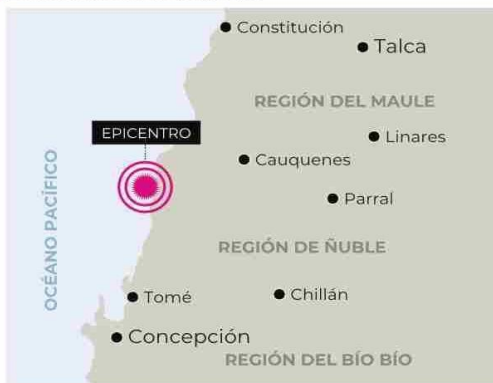 Constitución
Talca
REGIÓN DEL MAULE
EPICENTRO
Linares
Cauquenes
OCÉANO PACÍFICO
Parral
REGIÓN DE ÑUBLE
Tomé
Chillán
Concepción
REGIÓN DEL BÍO BÍO